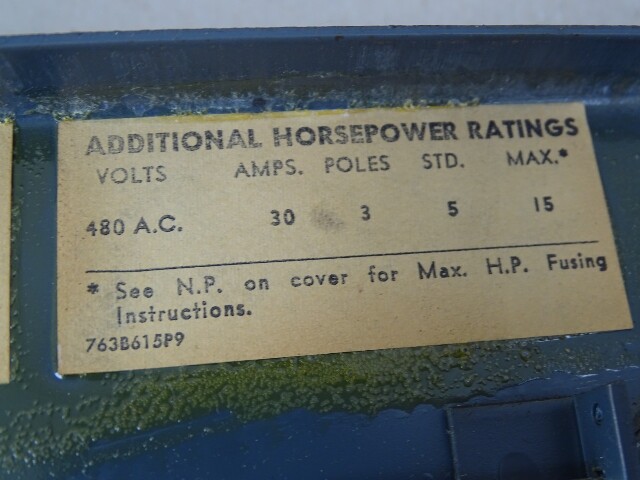 ADDITIONAL HORSEPOWER RATINGS
VOLTS AMPS. POLES STD. MAX.*
480 A.C. 30 3 5 15
* See N.P. on cover for Max. H.P. Fusing
Instructions.
763B615P9